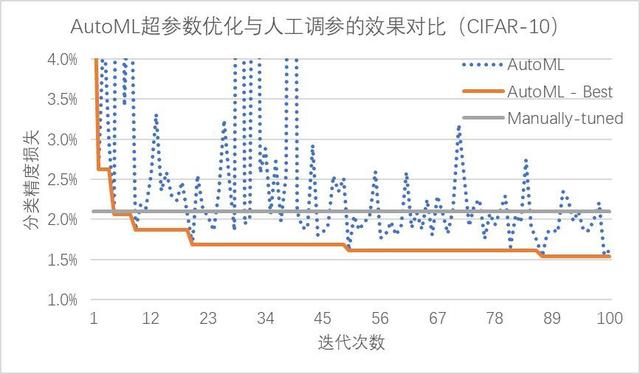 AutoML超参数优化与人工调参的效果对比（CIFAR-10）
4.0%
3.5%
3.0%
2.5%
2.0%
1.5%
1.0%
分类精度损失
AutoML
AutoML - Best
Manually-tuned
1 12 23 34 45 56 67 78 89 100
迭代次数